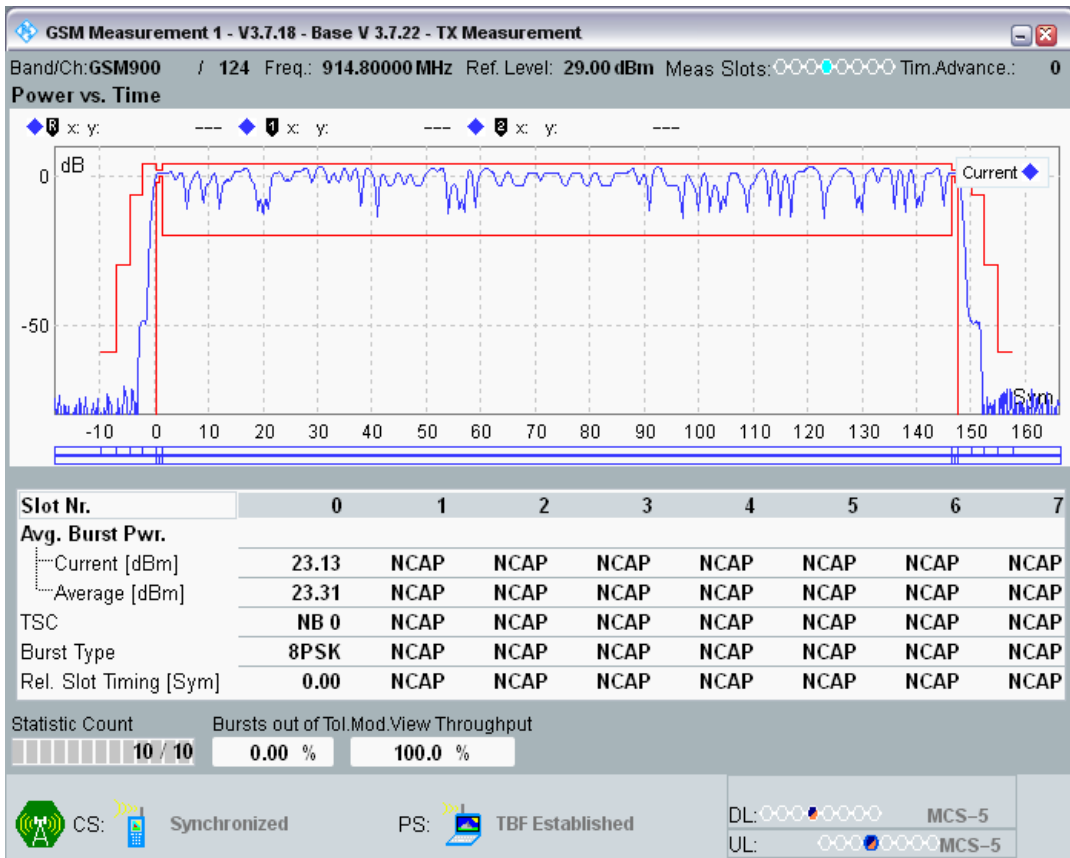 GSM Measurement 1 - V3.7.18 - Base V 3.7.22 - TX Measurement
Band/Ch:GSM900 / 124 Freq.: 914.80000 MHz Ref. Level: 29.00 dBm Meas Slots: Tim.Advance.: 0
Power vs. Time
R x: y: --- 1 x: y: --- 2 x: y: ---
dB
Current
0
-50
Sym
-10 0 10 20 30 40 50 60 70 80 90 100 110 120 130 140 150 160
Slot Nr. 0 1 2 3 4 5 6 7
Avg. Burst Pwr.
Current [dBm] 23.13 NCAP NCAP NCAP NCAP NCAP NCAP NCAP
Average [dBm] 23.31 NCAP NCAP NCAP NCAP NCAP NCAP NCAP
TSC NB 0 NCAP NCAP NCAP NCAP NCAP NCAP NCAP
Burst Type 8PSK NCAP NCAP NCAP NCAP NCAP NCAP NCAP
Rel. Slot Timing [Sym] 0.00 NCAP NCAP NCAP NCAP NCAP NCAP NCAP
Statistic Count Bursts out of Tol.Mod.View Throughput
10 / 10 0.00 % 100.0 %
CS: Synchronized PS: TBF Established
DL: MCS-5
UL: MCS-5